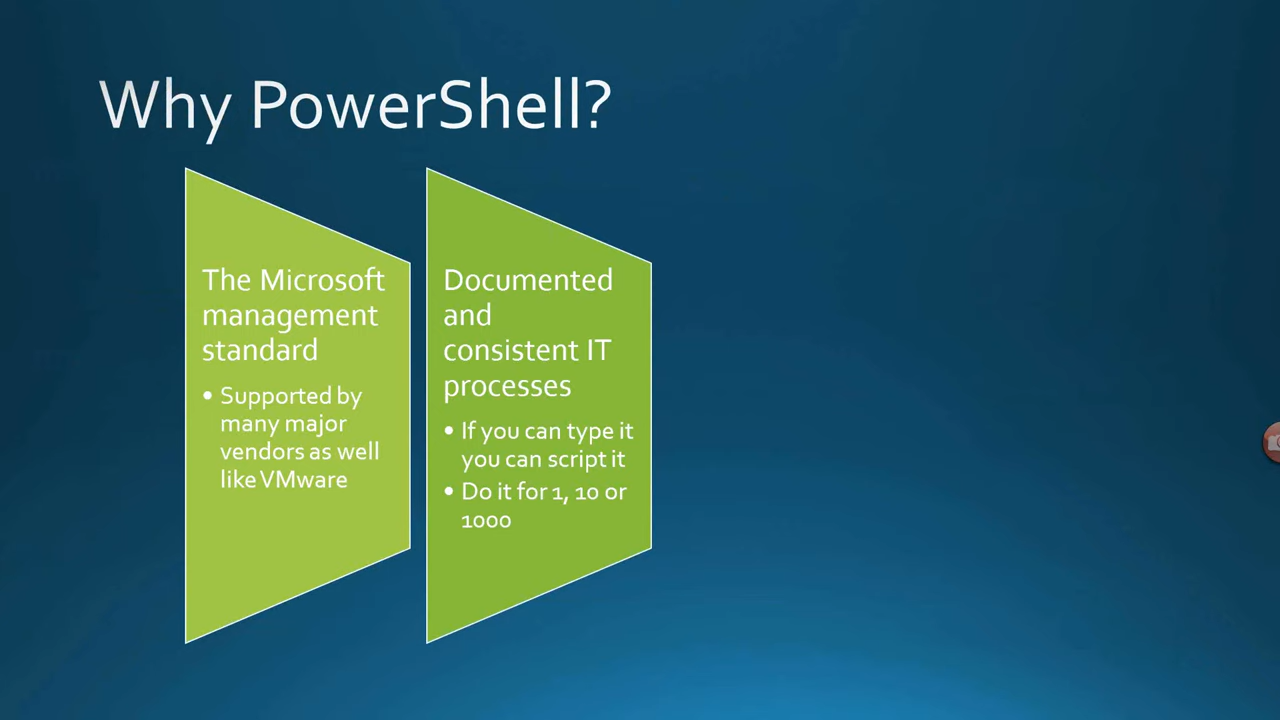 Why PowerShell?
The Microsoft
management
standard
• Supported by
many major
vendors as well
like VMware
Documented
and
consistent IT
processes
• If you can type it
you can script it
• Do it for 1, 10 or
1000